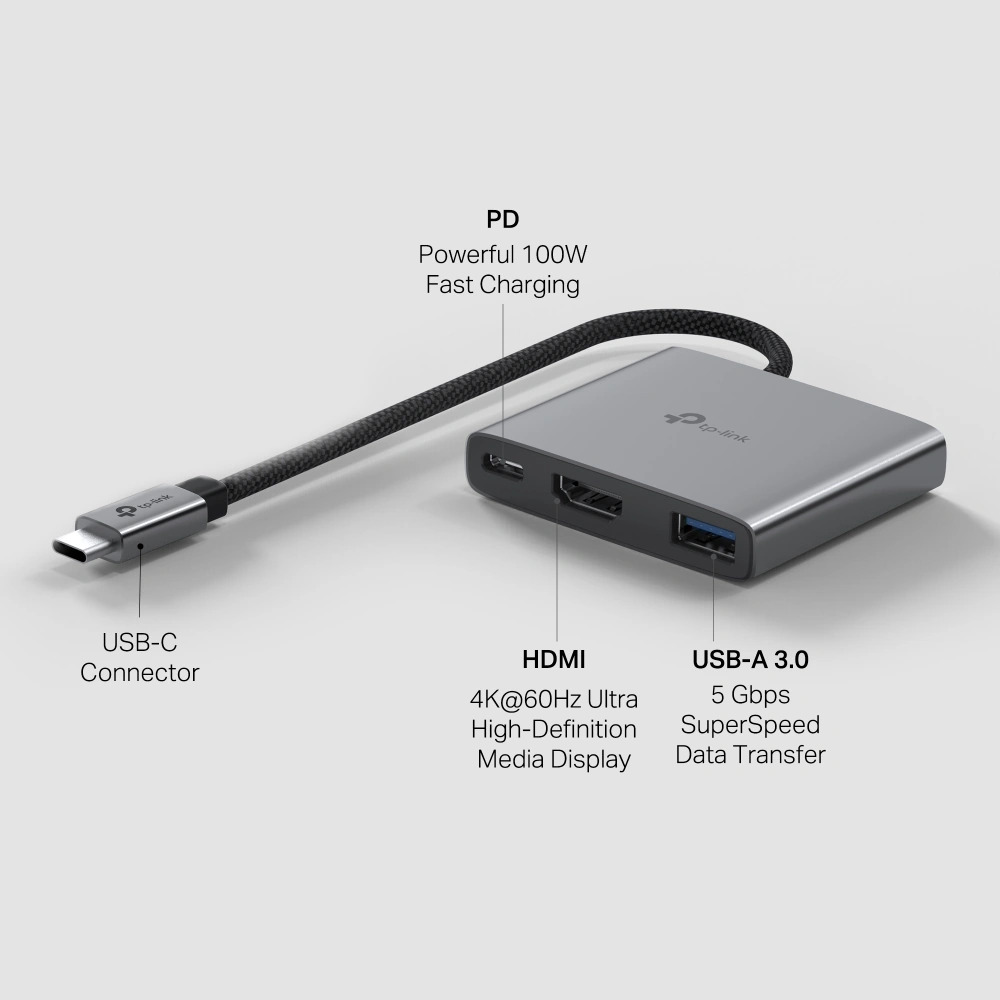 PD
Powerful 100W
Fast Charging
tp-link
tp-link
USB-C
Connector
HDMI
4K@60Hz Ultra
High-Definition
Media Display
USB-A 3.0
5 Gbps
SuperSpeed
Data Transfer